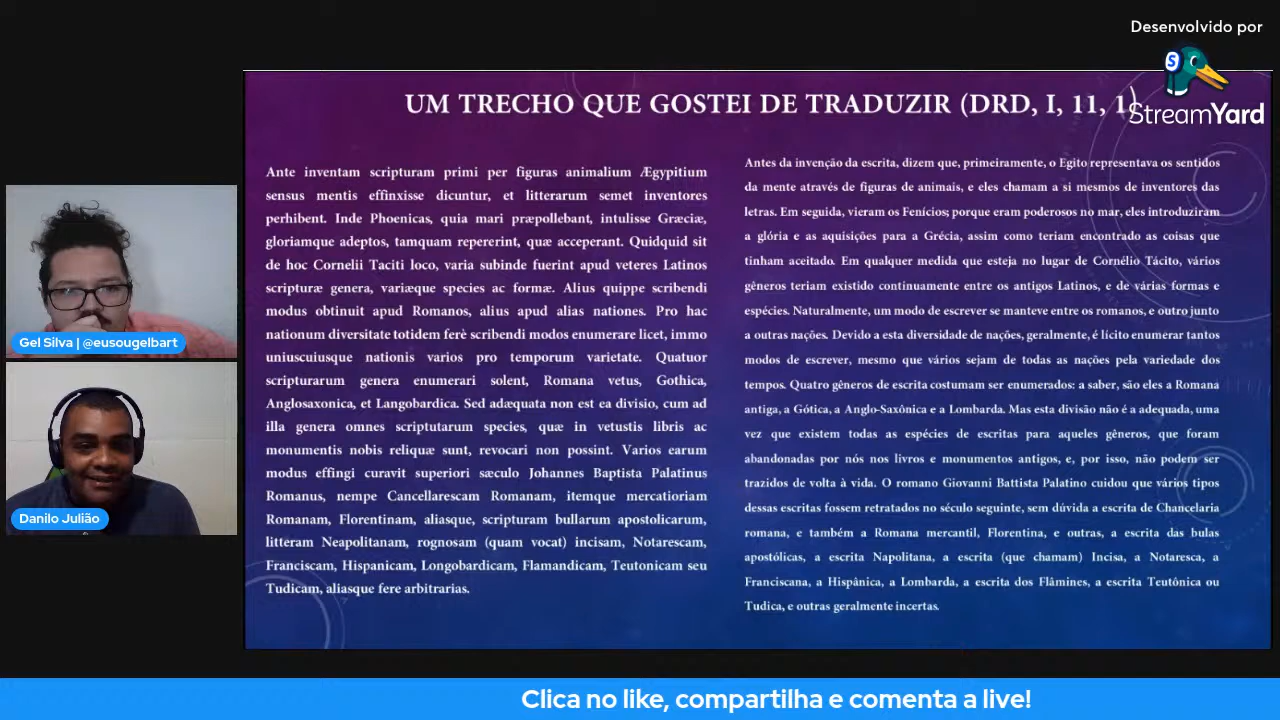 Desenvolvido por
StreamYard
UM TRECHO QUE GOSTEI DE TRADUZIR (DRD, I, 11, 1)
Ante inventam scripturam primi per figuras animalium Ægypitium
sensus mentis effinxisse dicuntur, et litterarum semet inventores
perhibent. Inde Phoenicas, quia mari præpollebant, intulisse Græciæ,
gloriamque adeptos, tamquam repererint, quæ acceperant. Quidquid sit
de hoc Cornelii Taciti loco, varia subinde fuerint apud veteres Latinos
scripturæ genera, variæque species ac formæ. Alius quippe scribendi
modus obtinuit apud Romanos, alius apud alias nationes. Pro hac
nationum diversitate totidem ferè scribendi modos enumerare licet, immo
uniuscuiusque nationis varios pro temporum varietate. Quatuor
scripturarum genera enumerari solent, Romana vetus, Gothica,
Anglosaxonica, et Langobardica. Sed adæquata non est ea divisio, cum ad
illa genera omnes scriptutarum species, quæ in vetustis libris ac
monumentis nobis reliquæ sunt, revocari non possint. Varios earum
modus effingi curavit superiori sæculo Johannes Baptista Palatinus
Romanus, nempe Cancellarescam Romanam, itemque mercatioriam
Romanam, Florentinam, aliasque, scripturam bullarum apostolicarum,
litteram Neapolitanam, rognosam (quam vocat) incisam, Notarescam,
Franciscam, Hispanicam, Longobardicam, Flamandicam, Teutonicam seu
Tudicam, aliasque fere arbitrarias.
Antes da invenção da escrita, dizem que, primeiramente, o Egito representava os sentidos
da mente através de figuras de animais, e eles chamam a si mesmos de inventores das
letras. Em seguida, vieram os Fenícios; porque eram poderosos no mar, eles introduziram
a glória e as aquisições para a Grécia, assim como teriam encontrado as coisas que
tinham aceitado. Em qualquer medida que esteja no lugar de Cornélio Tácito, vários
gêneros teriam existido continuamente entre os antigos Latinos, e de várias formas e
espécies. Naturalmente, um modo de escrever se manteve entre os romanos, e outro junto
a outras nações. Devido a esta diversidade de nações, geralmente, é lícito enumerar tantos
modos de escrever, mesmo que vários sejam de todas as nações pela variedade dos
tempos. Quatro gêneros de escrita costumam ser enumerados: a saber, são eles a Romana
antiga, a Gótica, a Anglo-Saxônica e a Lombarda. Mas esta divisão não é a adequada, uma
vez que existem todas as espécies de escritas para aqueles gêneros, que foram
abandonadas por nós nos livros e monumentos antigos, e, por isso, não podem ser
trazidos de volta à vida. O romano Giovanni Battista Palatino cuidou que vários tipos
dessas escritas fossem retratados no século seguinte, sem dúvida a escrita de Chancelaria
romana, e também a Romana mercantil, Florentina, e outras, a escrita das bulas
apostólicas, a escrita Napolitana, a escrita (que chamam) Incisa, a Notaresca, a
Franciscana, a Hispânica, a Lombarda, a escrita dos Flâmines, a escrita Teutônica ou
Tudica, e outras geralmente incertas.
Gel Silva | @eusougelbart
Danilo Julião
Clica no like, compartilha e comenta a live!